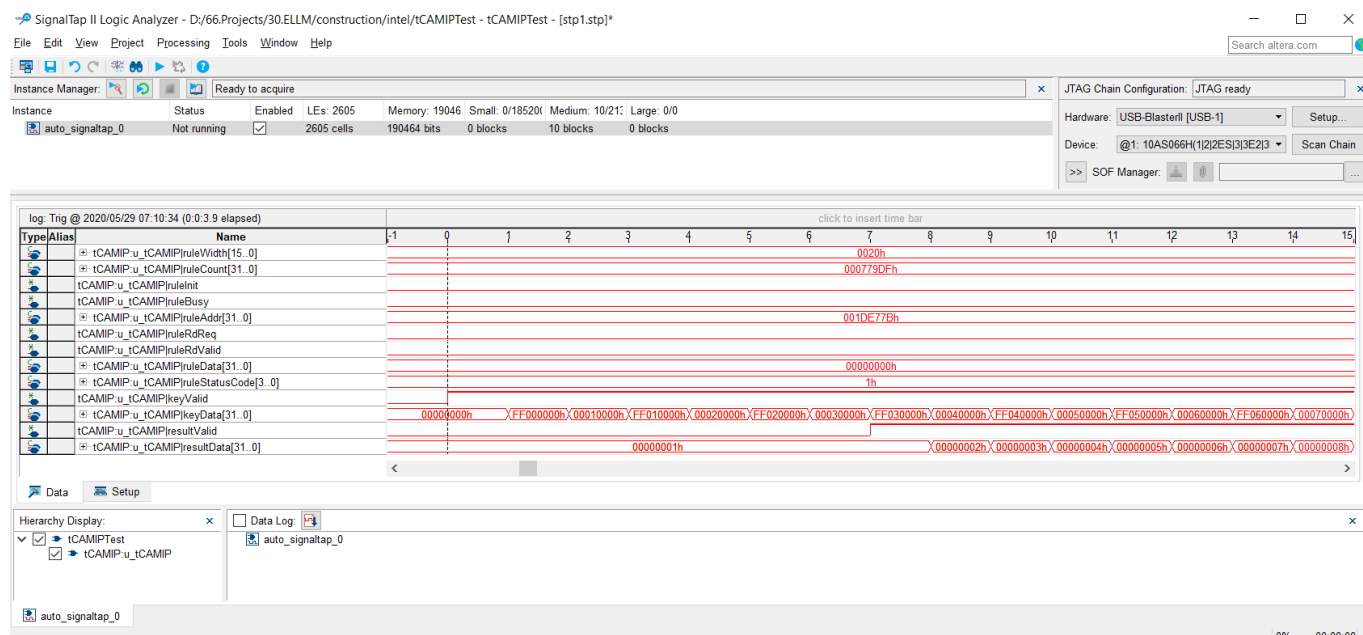 SignalTap II Logic Analyzer - D:/66.Projects/30.ELLM/construction/intel/tCAMIPTest - tCAMIPTest - [stp1.stp]*
File Edit View Project Processing Tools Window Help
Search altera.com
Instance Manager: Ready to acquire
JTAG Chain Configuration: JTAG ready
Instance Status Enabled LEs: 2605 Memory: 19046 Small: 0/18520( Medium: 10/213 Large: 0/0
auto_signaltap_0 Not running 2605 cells 190464 bits 0 blocks 10 blocks 0 blocks
Hardware: USB-BlasterII [USB-1] Setup...
Device: @1: 10AS066H(1|2|2ES|3|3E2|3 Scan Chain
>> SOF Manager: ...
log: Trig @ 2020/05/29 07:10:34 (0:0:3.9 elapsed) click to insert time bar
Type Alias Name -1 0 1 2 3 4 5 6 7 8 9 10 11 12 13 14 15
tCAMIP:u_tCAMIP|ruleWidth[15..0] 0020h
tCAMIP:u_tCAMIP|ruleCount[31..0] 000779DFh
tCAMIP:u_tCAMIP|ruleInit
tCAMIP:u_tCAMIP|ruleBusy
tCAMIP:u_tCAMIP|ruleAddr[31..0] 001DE77Bh
tCAMIP:u_tCAMIP|ruleRdReq
tCAMIP:u_tCAMIP|ruleRdValid
tCAMIP:u_tCAMIP|ruleData[31..0] 00000000h
tCAMIP:u_tCAMIP|ruleStatusCode[3..0] 1h
tCAMIP:u_tCAMIP|keyValid
tCAMIP:u_tCAMIP|keyData[31..0] 00000000h FF000000h 00010000h FF010000h 00020000h FF020000h 00030000h FF030000h 00040000h FF040000h 00050000h FF050000h 00060000h FF060000h 00070000h
tCAMIP:u_tCAMIP|resultValid
tCAMIP:u_tCAMIP|resultData[31..0] 00000001h 00000002h 00000003h 00000004h 00000005h 00000006h 00000007h 00000008h
Data Setup
Hierarchy Display: Data Log:
tCAMIPTest auto_signaltap_0
tCAMIP:u_tCAMIP
auto_signaltap_0